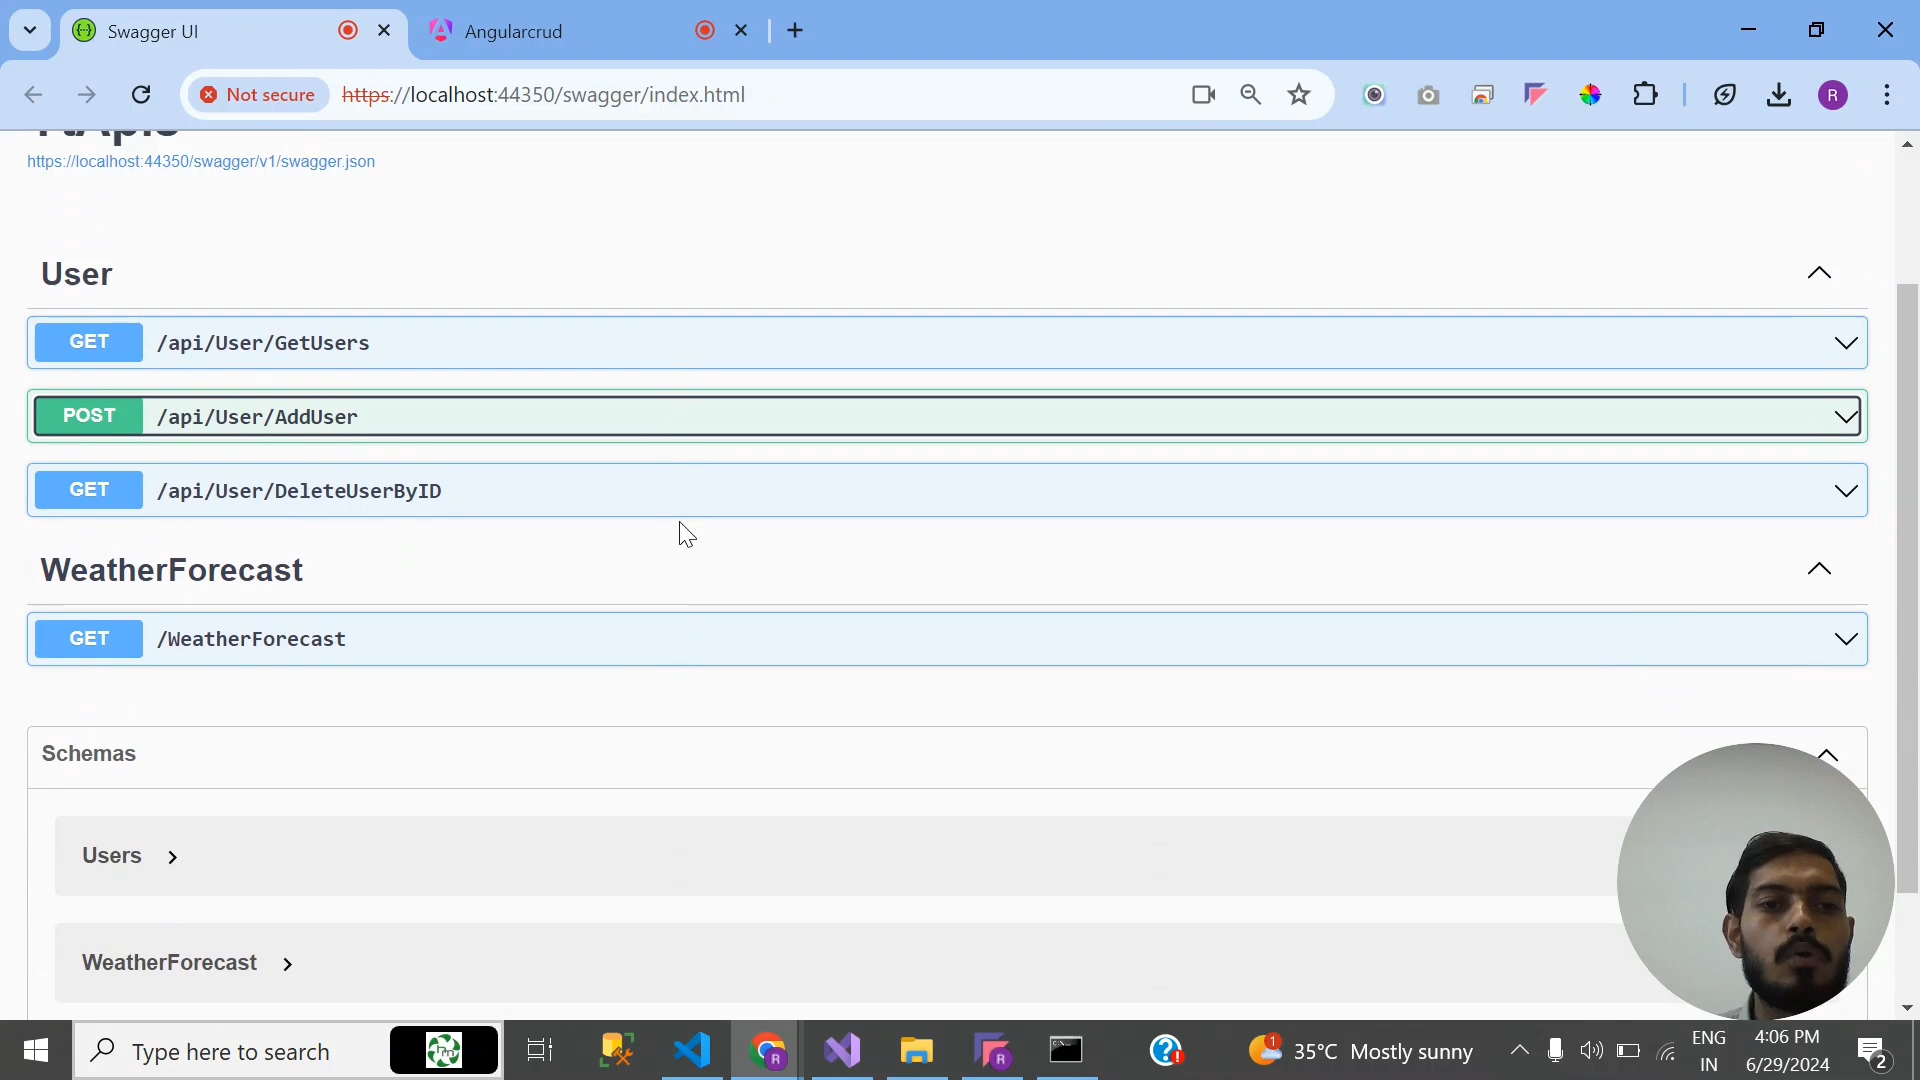 Swagger UI
Angularcrud
Not secure
https://localhost:44350/swagger/index.html
R
https://localhost:44350/swagger/v1/swagger.json
User
GET /api/User/GetUsers
POST /api/User/AddUser
GET /api/User/DeleteUserByID
WeatherForecast
GET /WeatherForecast
Schemas
Users
WeatherForecast
Type here to search
1
35°C Mostly sunny
ENG
IN
4:06 PM
6/29/2024
2